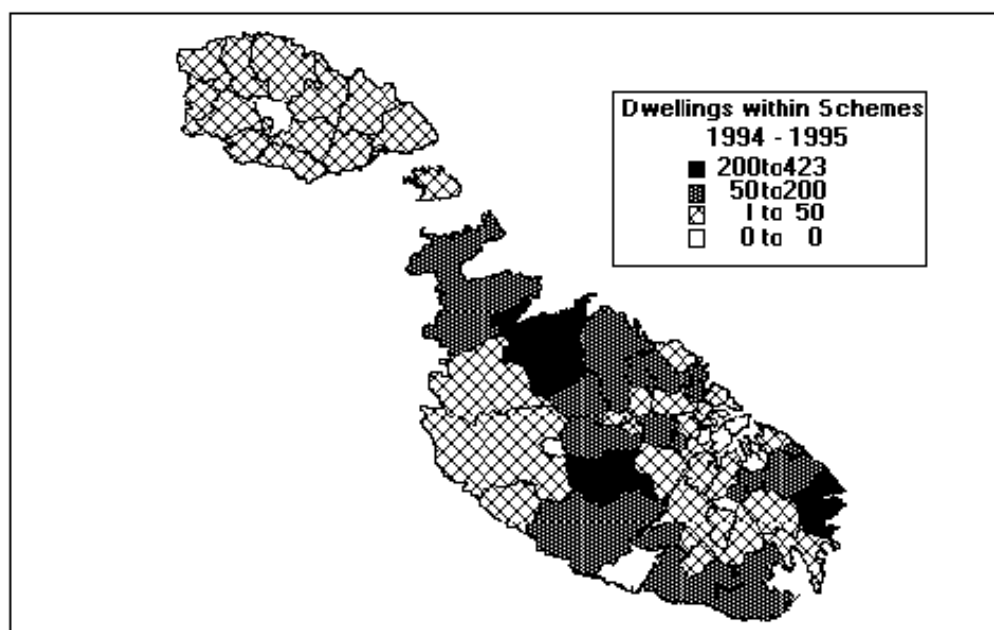 Dwellings within Schemes
1994 - 1995
200to423
50to200
1 to 50
0 to 0